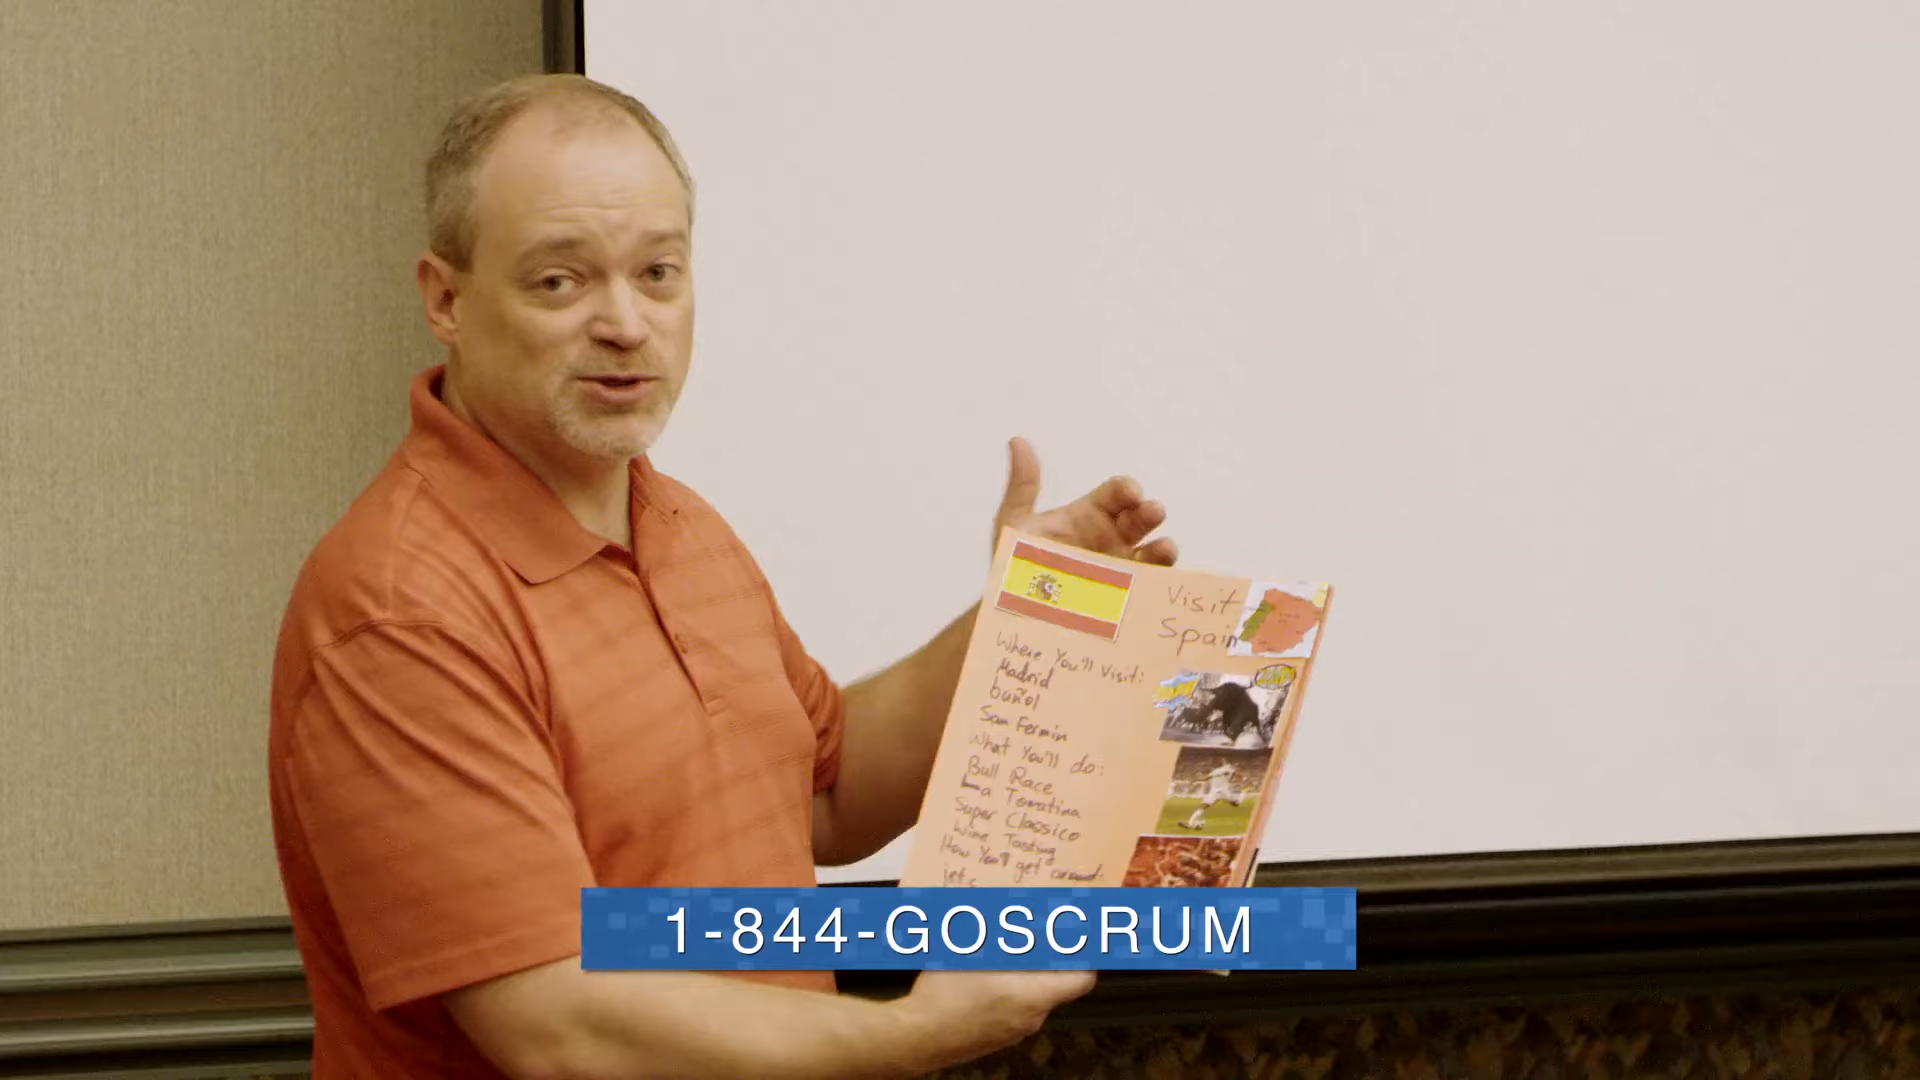 Visit
Spain
Where You'll Visit:
Madrid
buñol
San Fermin
What You'll do:
Bull Race
La Tomatina
Super Classico
Wine Tasting
How You'll get around:
jets
1-844-GOSCRUM